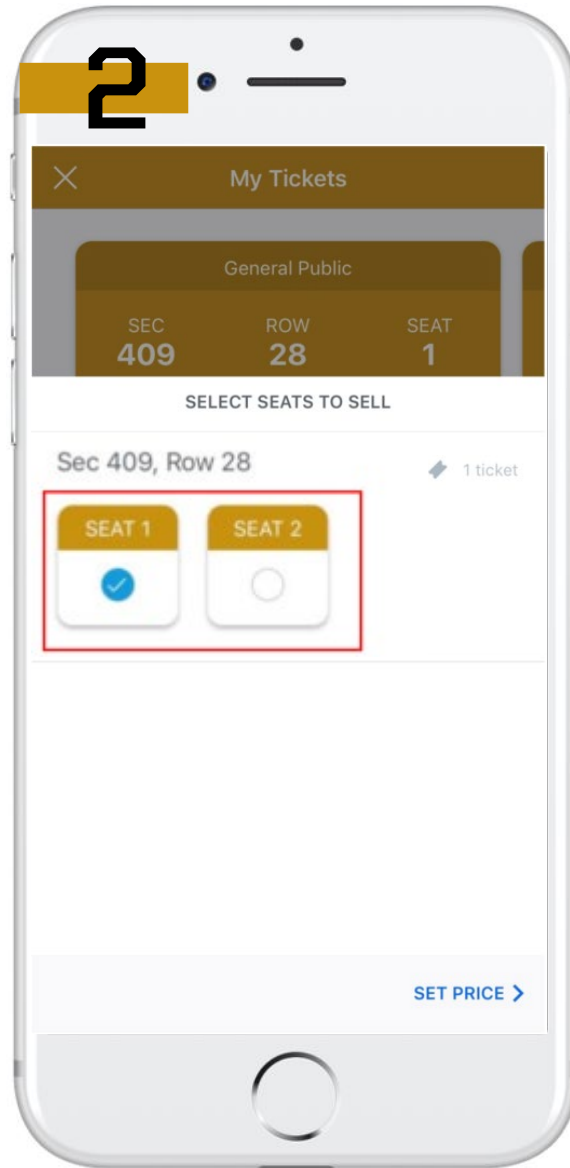 2
My Tickets
General Public
SEC ROW SEAT
409 28 1
SELECT SEATS TO SELL
Sec 409, Row 28 1 ticket
SEAT 1 SEAT 2
SET PRICE